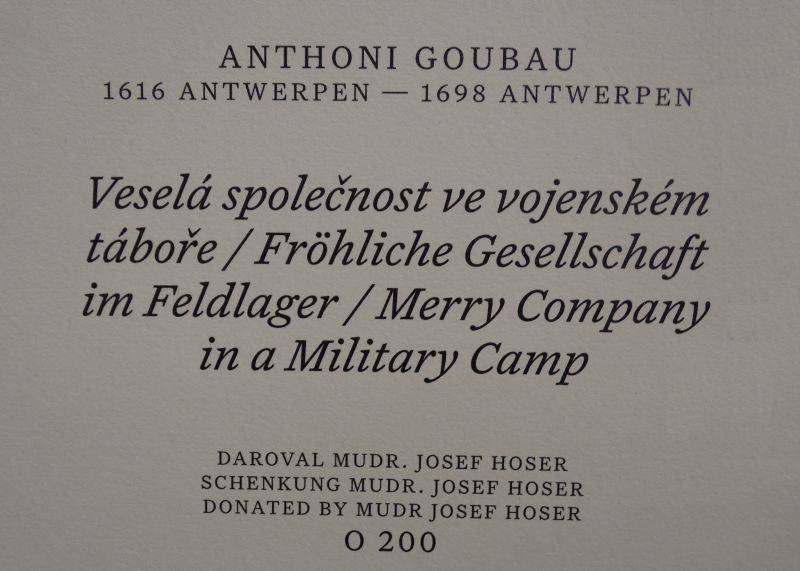 ANTHONI GOUBAU
1616 ANTWERPEN — 1698 ANTWERPEN
Veselá společnost ve vojenském
táboře / Fröhliche Gesellschaft
im Feldlager / Merry Company
in a Military Camp
DAROVAL MUDR. JOSEF HOSER
SCHENKUNG MUDR. JOSEF HOSER
DONATED BY MUDR JOSEF HOSER
O 200